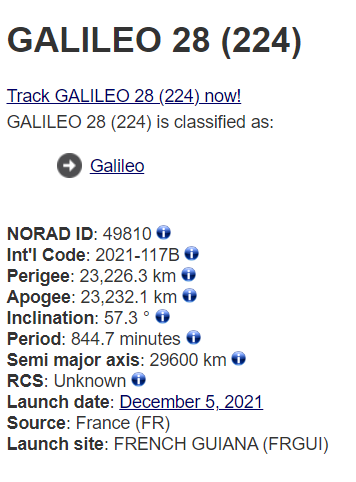 GALILEO 28 (224)
Track GALILEO 28 (224) now!
GALILEO 28 (224) is classified as:
Galileo
NORAD ID: 49810
Int'l Code: 2021-117B
Perigee: 23,226.3 km
Apogee: 23,232.1 km
Inclination: 57.3 °
Period: 844.7 minutes
Semi major axis: 29600 km
RCS: Unknown
Launch date: December 5, 2021
Source: France (FR)
Launch site: FRENCH GUIANA (FRGUI)